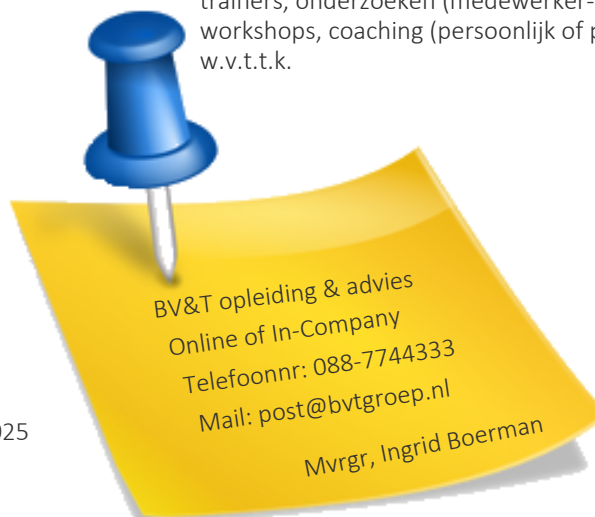 trainers, onderzoeken (medewerker-
workshops, coaching (persoonlijk of p
w.v.t.t.k.
BV&T opleiding & advies
Online of In-Company
Telefoonnr: 088-7744333
Mail: post@bvtgroep.nl
025
Mvrgr, Ingrid Boerman